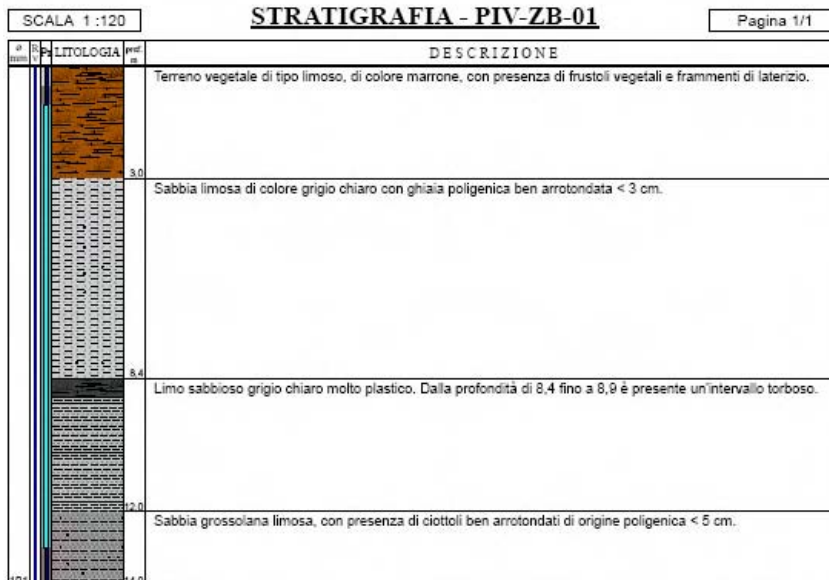 SCALA 1 :120
STRATIGRAFIA - PIV-ZB-01
Pagina 1/1
ø mm R v Pz LITOLOGIA prof. m DESCRIZIONE
Terreno vegetale di tipo limoso, di colore marrone, con presenza di frustoli vegetali e frammenti di laterizio.
3,0
Sabbia limosa di colore grigio chiaro con ghiaia poligenica ben arrotondata < 3 cm.
8,4
Limo sabbioso grigio chiaro molto plastico. Dalla profondità di 8,4 fino a 8,9 è presente un'intervallo torboso.
12,0
Sabbia grossolana limosa, con presenza di ciottoli ben arrotondati di origine poligenica < 5 cm.